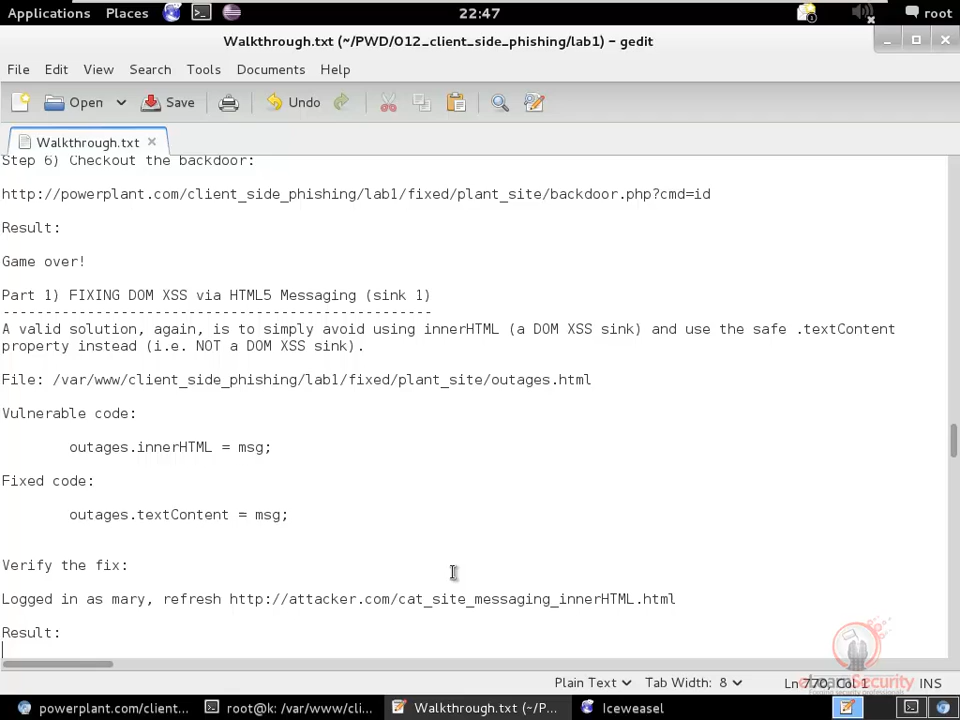 Applications Places 22:47 1 root
Walkthrough.txt (~/PWD/012_client_side_phishing/lab1) – gedit
File Edit View Search Tools Documents Help
Open Save Undo
Walkthrough.txt
Step 6) Checkout the backdoor:
http://powerplant.com/client_side_phishing/lab1/fixed/plant_site/backdoor.php?cmd=id
Result:
Game over!
Part 1) FIXING DOM XSS via HTML5 Messaging (sink 1)
---------------------------------------------------
A valid solution, again, is to simply avoid using innerHTML (a DOM XSS sink) and use the safe .textContent
property instead (i.e. NOT a DOM XSS sink).
File: /var/www/client_side_phishing/lab1/fixed/plant_site/outages.html
Vulnerable code:
outages.innerHTML = msg;
Fixed code:
outages.textContent = msg;
Verify the fix:
Logged in as mary, refresh http://attacker.com/cat_site_messaging_innerHTML.html
Result:
Plain Text Tab Width: 8 Ln 770, Col 1 INS
eLearnSecurity
Forging security professionals
powerplant.com/client... root@k: /var/www/cli... Walkthrough.txt (~/P... Iceweasel